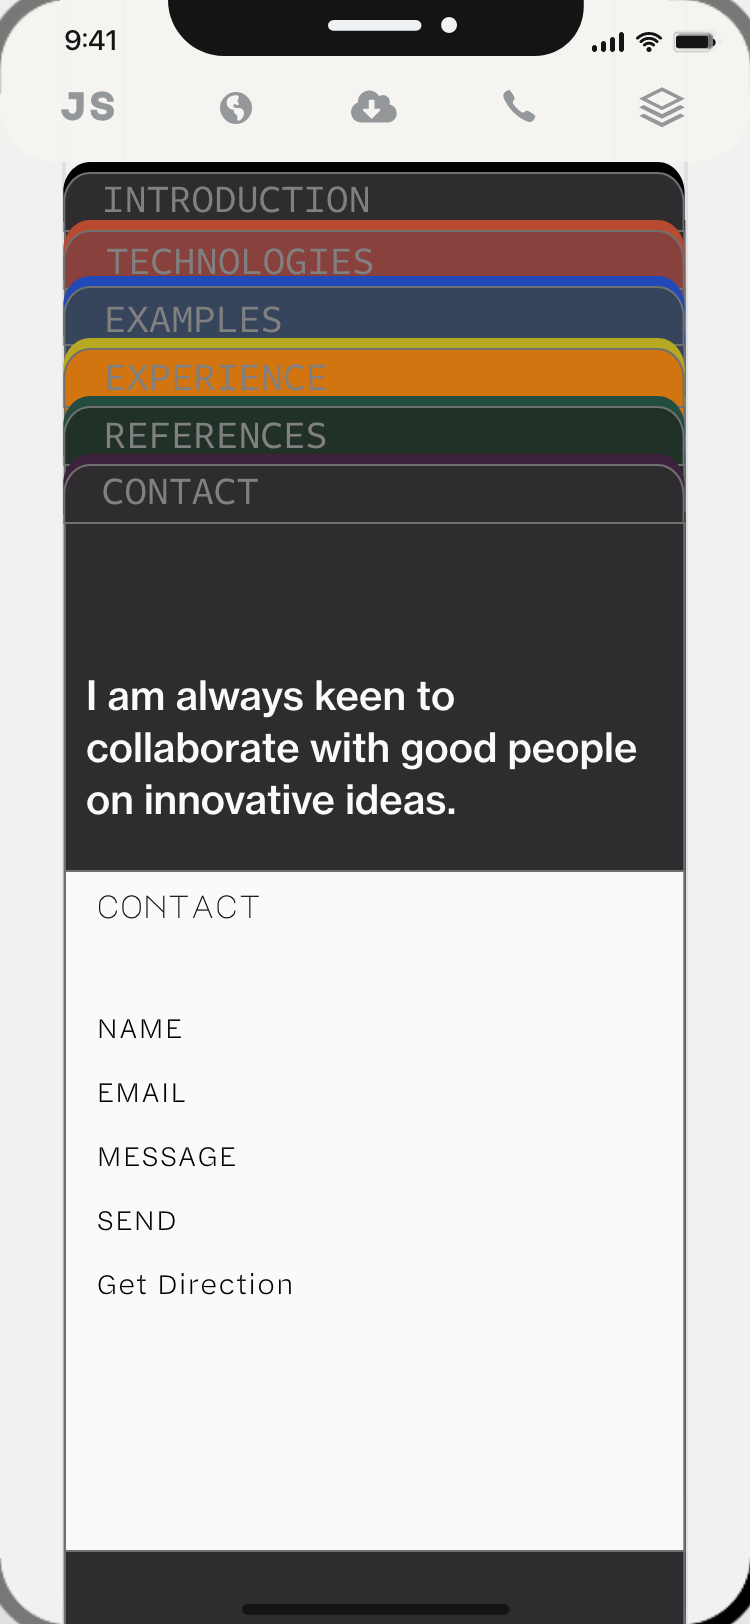 9:41
JS
INTRODUCTION
TECHNOLOGIES
EXAMPLES
EXPERIENCE
REFERENCES
CONTACT
I am always keen to
collaborate with good people
on innovative ideas.
CONTACT
NAME
EMAIL
MESSAGE
SEND
Get Direction